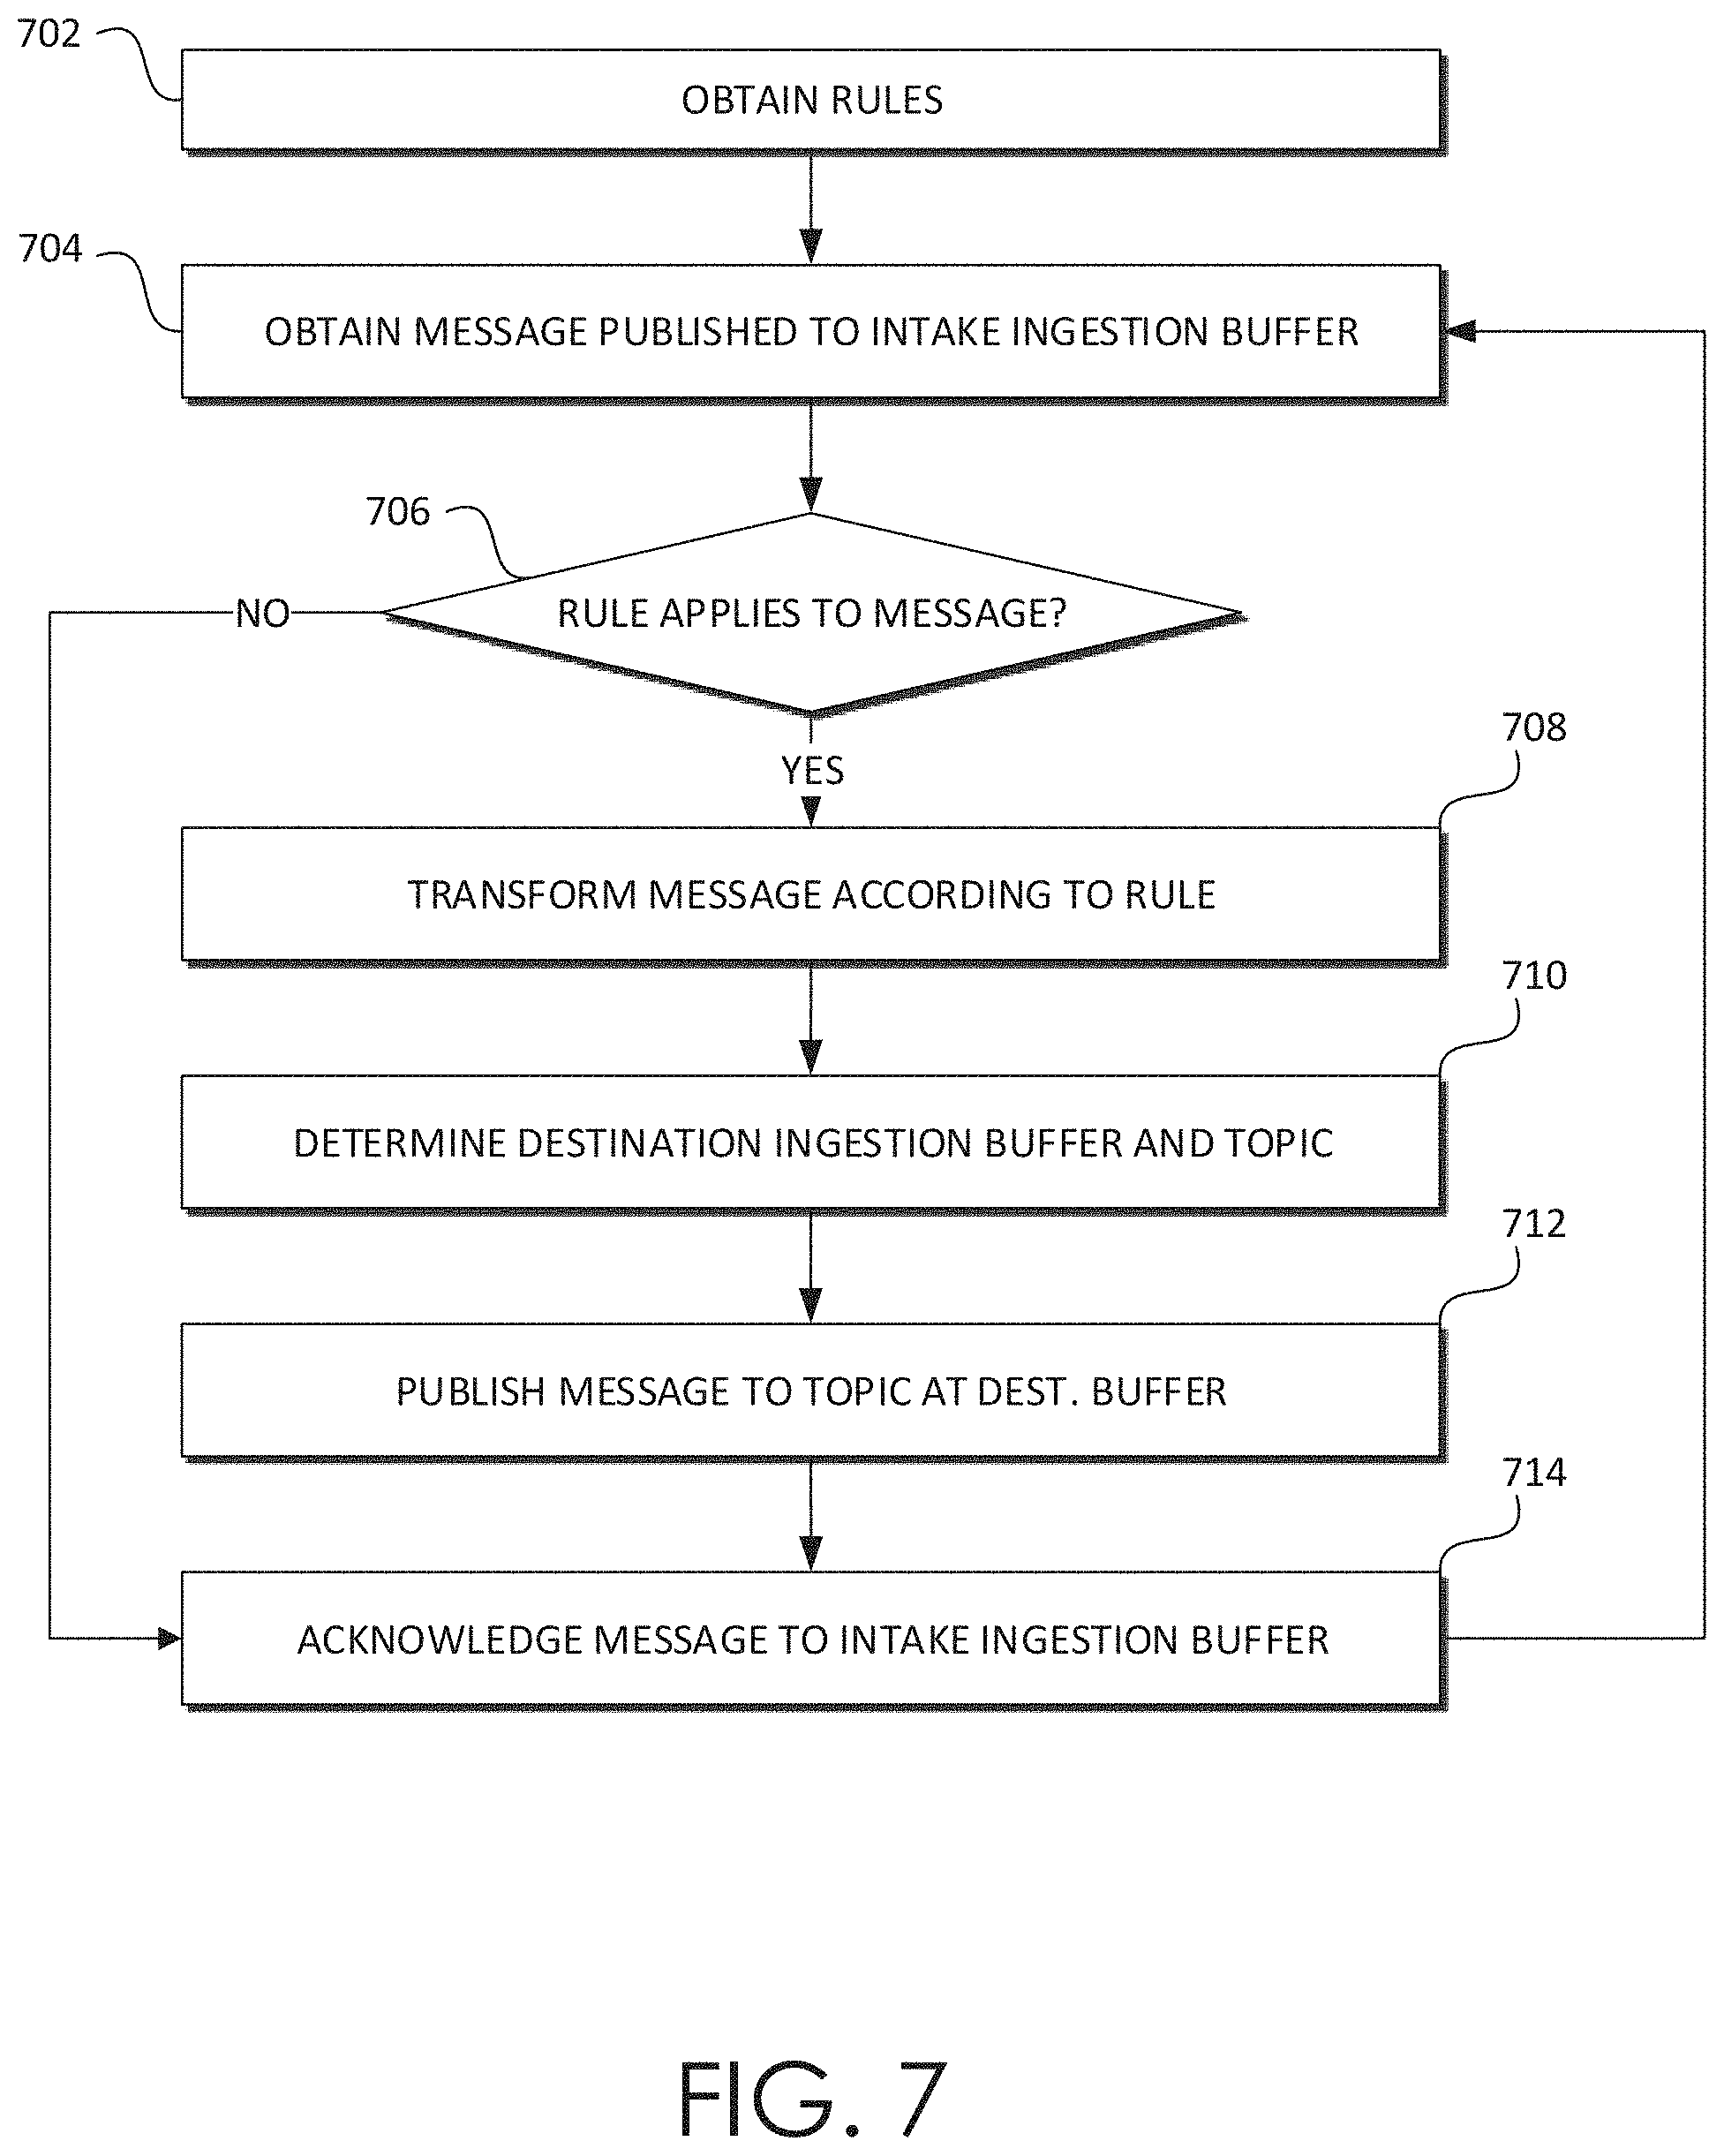 702
OBTAIN RULES
704
OBTAIN MESSAGE PUBLISHED TO INTAKE INGESTION BUFFER
706
NO
RULE APPLIES TO MESSAGE?
YES
708
TRANSFORM MESSAGE ACCORDING TO RULE
710
DETERMINE DESTINATION INGESTION BUFFER AND TOPIC
712
PUBLISH MESSAGE TO TOPIC AT DEST. BUFFER
714
ACKNOWLEDGE MESSAGE TO INTAKE INGESTION BUFFER
FIG. 7